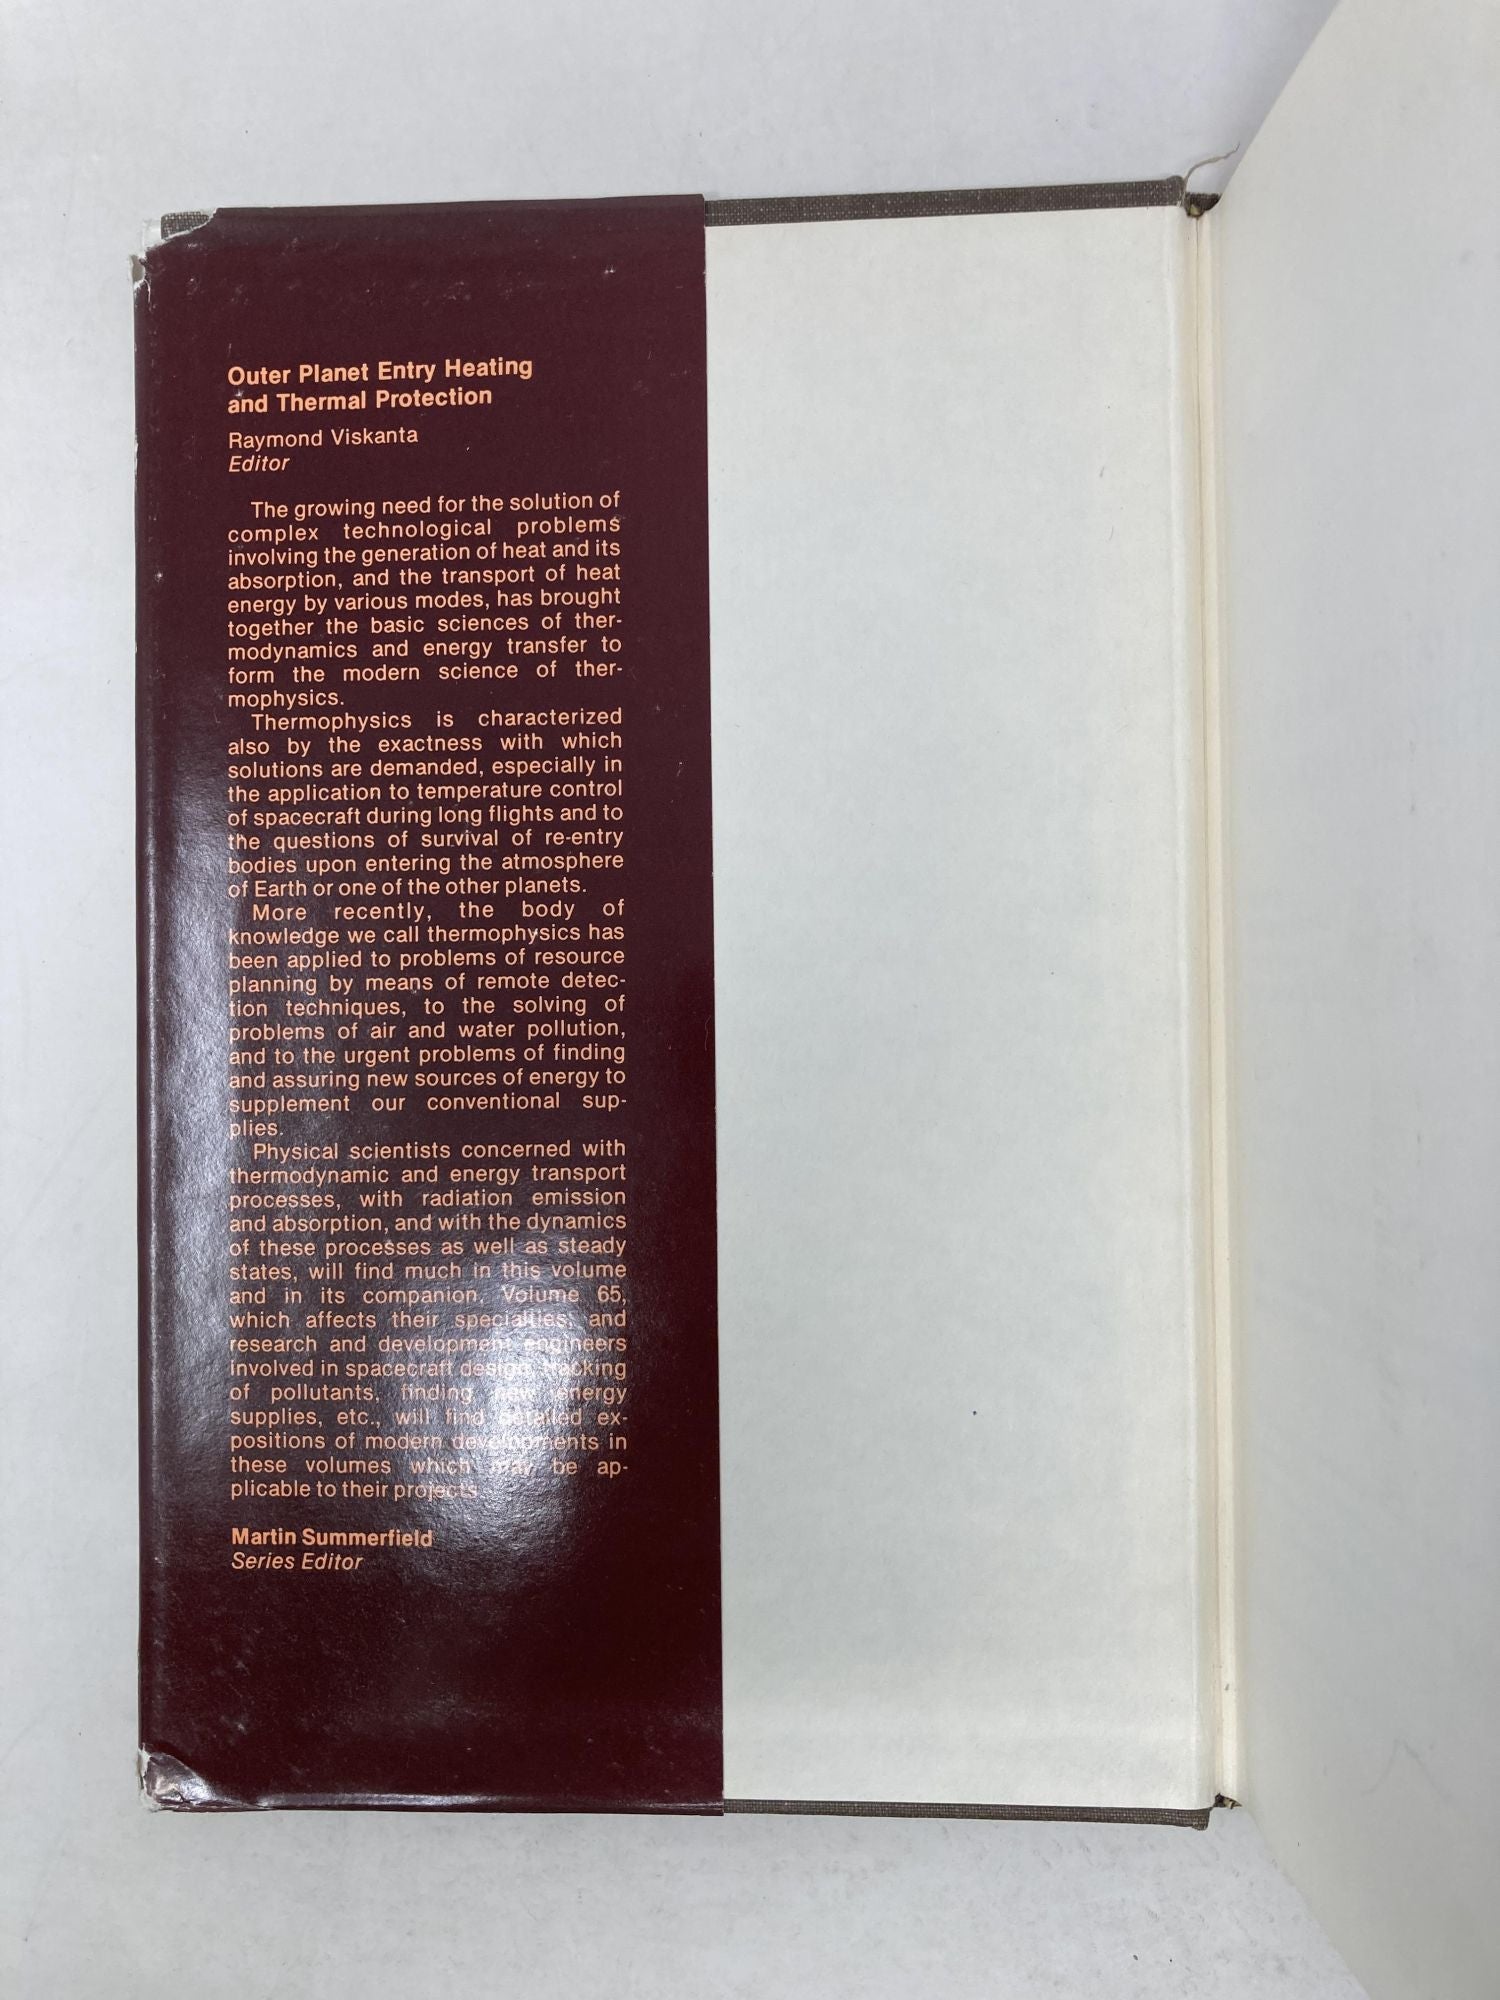 Outer Planet Entry Heating
and Thermal Protection
Raymond Viskanta
Editor
The growing need for the solution of
complex technological problems
involving the generation of heat and its
absorption, and the transport of heat
energy by various modes, has brought
together the basic sciences of ther-
modynamics and energy transfer to
form the modern science of ther-
mophysics.
Thermophysics is characterized
also by the exactness with which
solutions are demanded, especially in
the application to temperature control
of spacecraft during long flights and to
the questions of survival of re-entry
bodies upon entering the atmosphere
of Earth or one of the other planets.
More recently, the body of
knowledge we call thermophysics has
been applied to problems of resource
planning by means of remote detec-
tion techniques, to the solving of
problems of air and water pollution,
and to the urgent problems of finding
and assuring new sources of energy to
supplement our conventional sup-
plies.
Physical scientists concerned with
thermodynamic and energy transport
processes, with radiation emission
and absorption, and with the dynamics
of these processes as well as steady
states, will find much in this volume
and in its companion, Volume 65,
which affects their specialties, and
research and development engineers
involved in spacecraft design, tracking
of pollutants, finding new energy
supplies, etc., will find detailed ex-
positions of modern developments in
these volumes which may be ap-
plicable to their projects.
Martin Summerfield
Series Editor